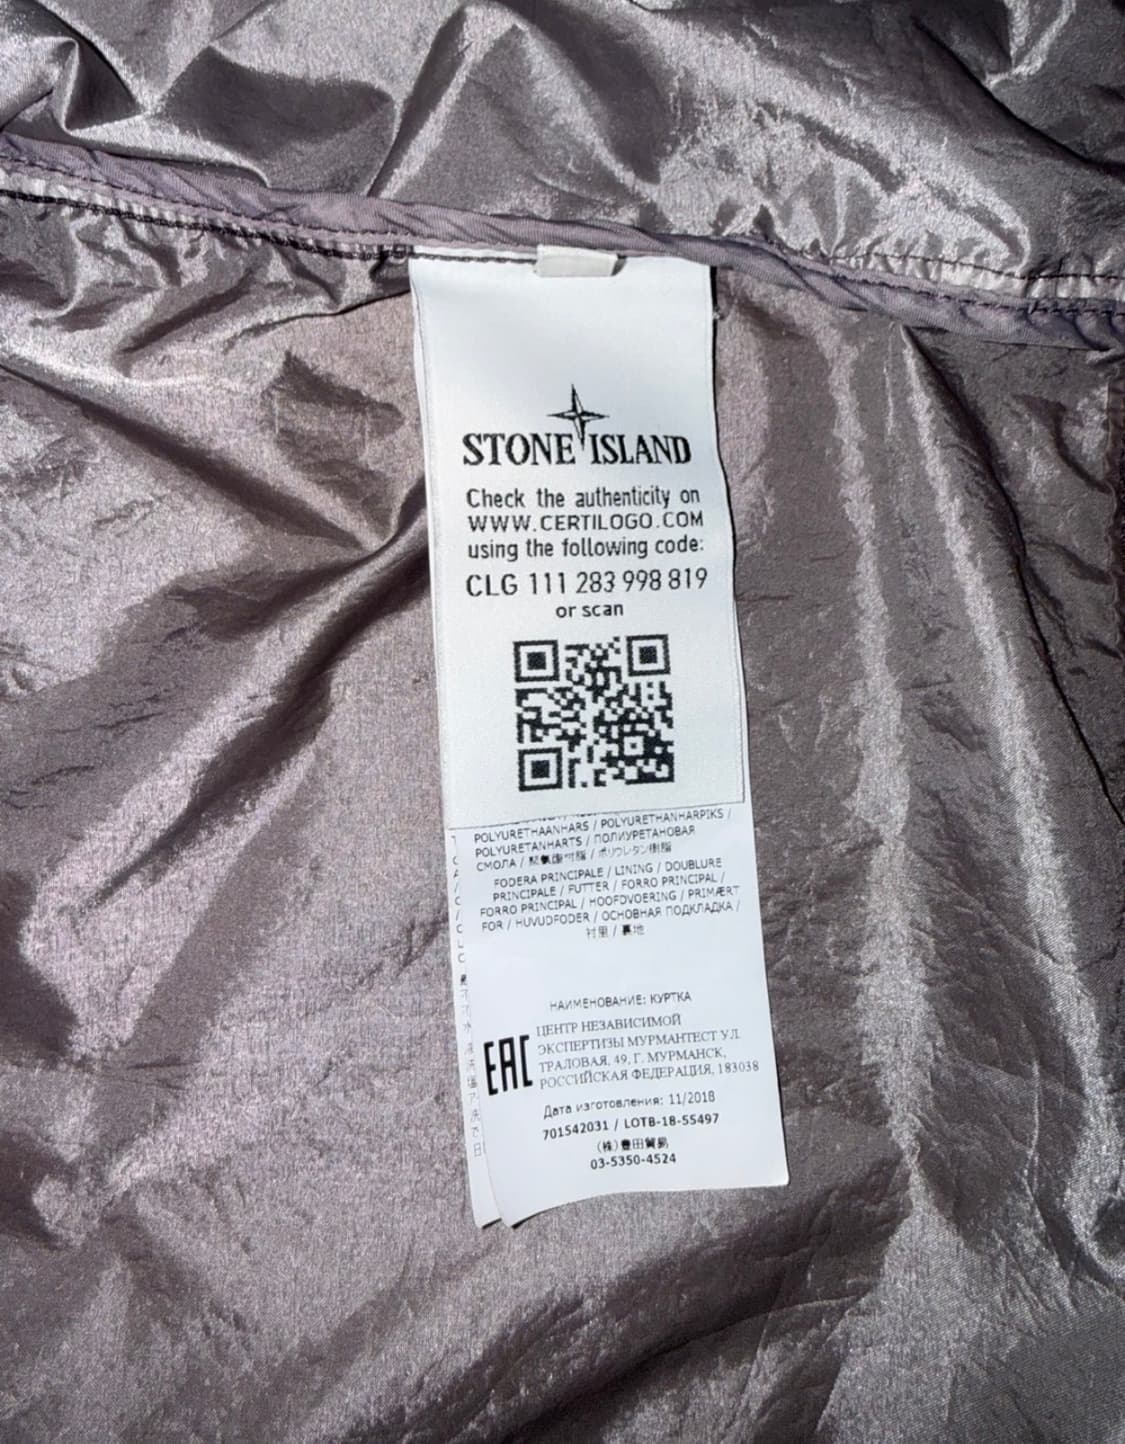 STONE ISLAND
Check the authenticity on
WWW.CERTILOGO.COM
using the following code:
CLG 111 283 998 819
or scan
POLYURETHAANHARS / POLYURETHANHARPIKS /
POLYURETANHARTS / ПОЛИУРЕТАНОВАЯ
СМОЛА / 聚氨酯树脂 / ポリウレタン樹脂
FODERA PRINCIPALE / LINING / DOUBLURE
PRINCIPALE / FUTTER / FORRO PRINCIPAL /
FORRO PRINCIPAL / HOOFDVOERING / PRIMÆRT
FOR / HUVUDFODER / ОСНОВНАЯ ПОДКЛАДКА /
衬里 / 裏地
НАИМЕНОВАНИЕ: КУРТКА
EAC
ЦЕНТР НЕЗАВИСИМОЙ
ЭКСПЕРТИЗЫ МУРМАНТЕСТ УЛ.
ТРАЛОВАЯ, 49, Г. МУРМАНСК,
РОССИЙСКАЯ ФЕДЕРАЦИЯ, 183038
Дата изготовления: 11/2018
701542031 / LOTB-18-55497
(株)豊田貿易
03-5350-4524